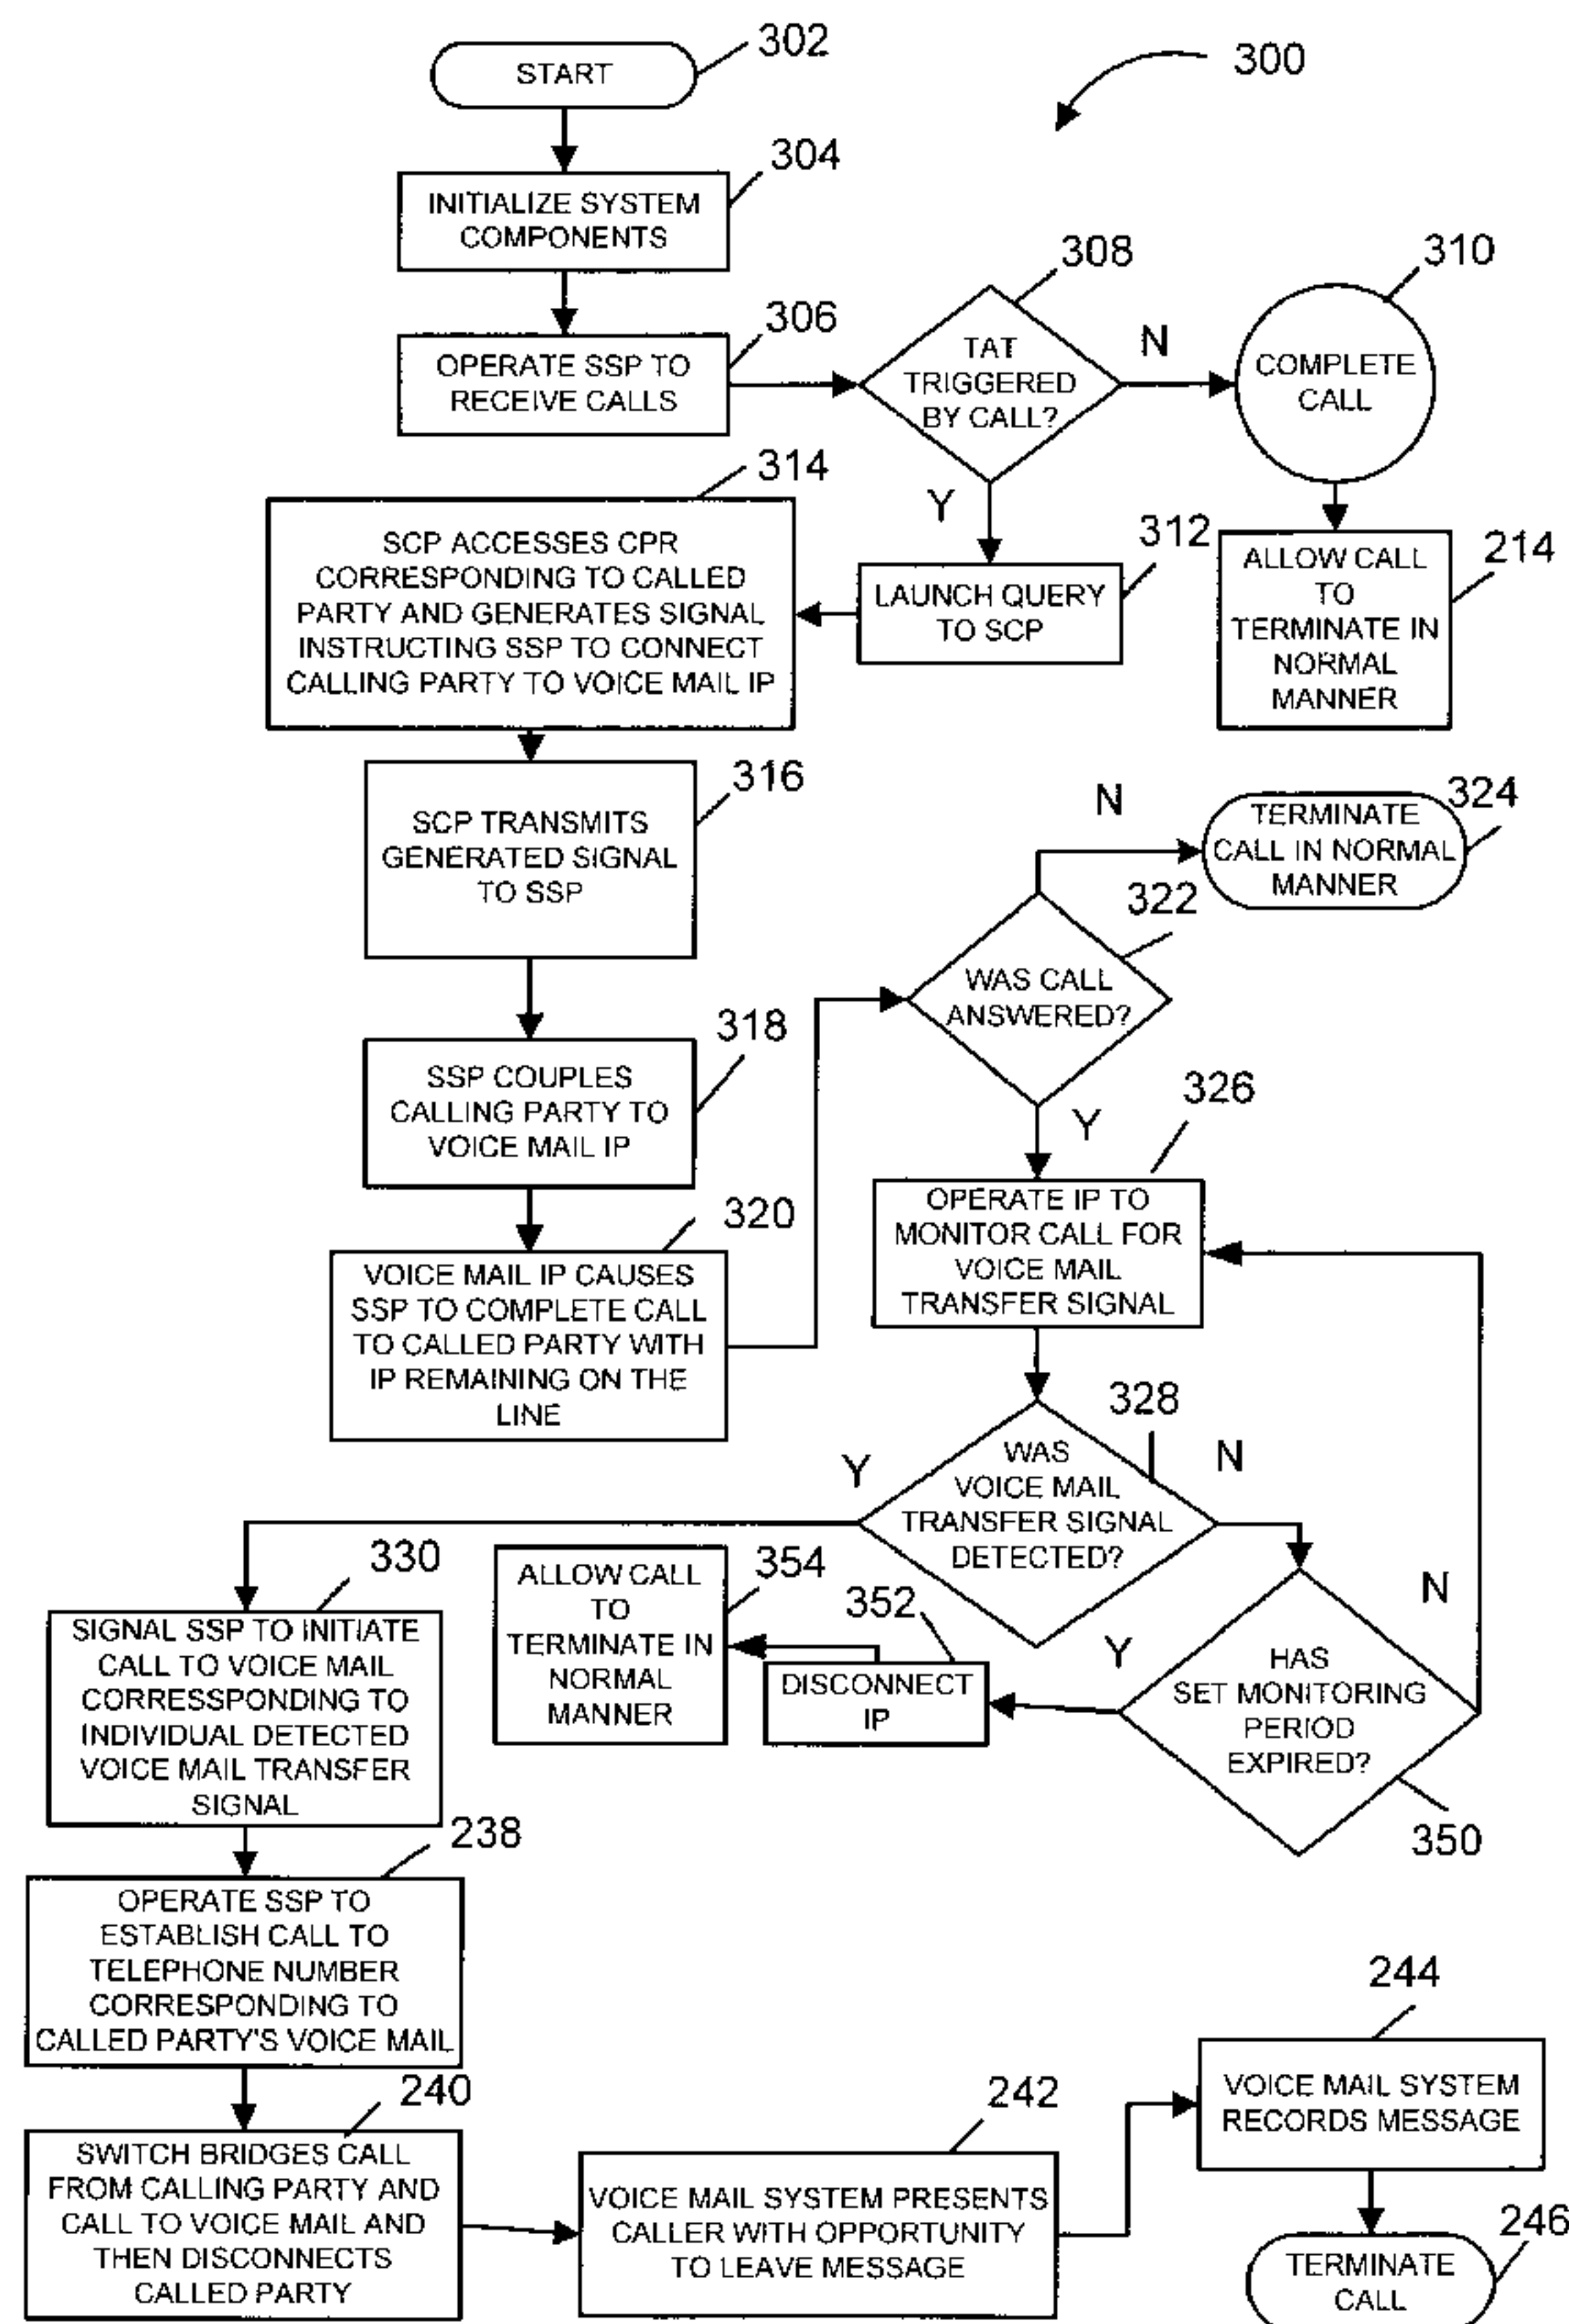 302
START
300
304
INITIALIZE SYSTEM
COMPONENTS
306
OPERATE SSP TO
RECEIVE CALLS
308
TAT
TRIGGERED
BY CALL?
N
310
COMPLETE
CALL
Y
312
LAUNCH QUERY
TO SCP
214
ALLOW CALL
TO
TERMINATE IN
NORMAL
MANNER
314
SCP ACCESSES CPR
CORRESPONDING TO CALLED
PARTY AND GENERATES SIGNAL
INSTRUCTING SSP TO CONNECT
CALLING PARTY TO VOICE MAIL IP
316
SCP TRANSMITS
GENERATED SIGNAL
TO SSP
318
SSP COUPLES
CALLING PARTY TO
VOICE MAIL IP
320
VOICE MAIL IP CAUSES
SSP TO COMPLETE CALL
TO CALLED PARTY WITH
IP REMAINING ON THE
LINE
322
WAS CALL
ANSWERED?
N
324
TERMINATE
CALL IN NORMAL
MANNER
Y
326
OPERATE IP TO
MONITOR CALL FOR
VOICE MAIL
TRANSFER SIGNAL
328
WAS
VOICE MAIL
TRANSFER SIGNAL
DETECTED?
Y
N
350
HAS
SET MONITORING
PERIOD
EXPIRED?
N
Y
352
DISCONNECT
IP
354
ALLOW CALL
TO
TERMINATE IN
NORMAL
MANNER
330
SIGNAL SSP TO INITIATE
CALL TO VOICE MAIL
CORRESSPONDING TO
INDIVIDUAL DETECTED
VOICE MAIL TRANSFER
SIGNAL
238
OPERATE SSP TO
ESTABLISH CALL TO
TELEPHONE NUMBER
CORRESPONDING TO
CALLED PARTY'S VOICE MAIL
240
SWITCH BRIDGES CALL
FROM CALLING PARTY AND
CALL TO VOICE MAIL AND
THEN DISCONNECTS
CALLED PARTY
242
VOICE MAIL SYSTEM PRESENTS
CALLER WITH OPPORTUNITY
TO LEAVE MESSAGE
244
VOICE MAIL SYSTEM
RECORDS MESSAGE
246
TERMINATE
CALL